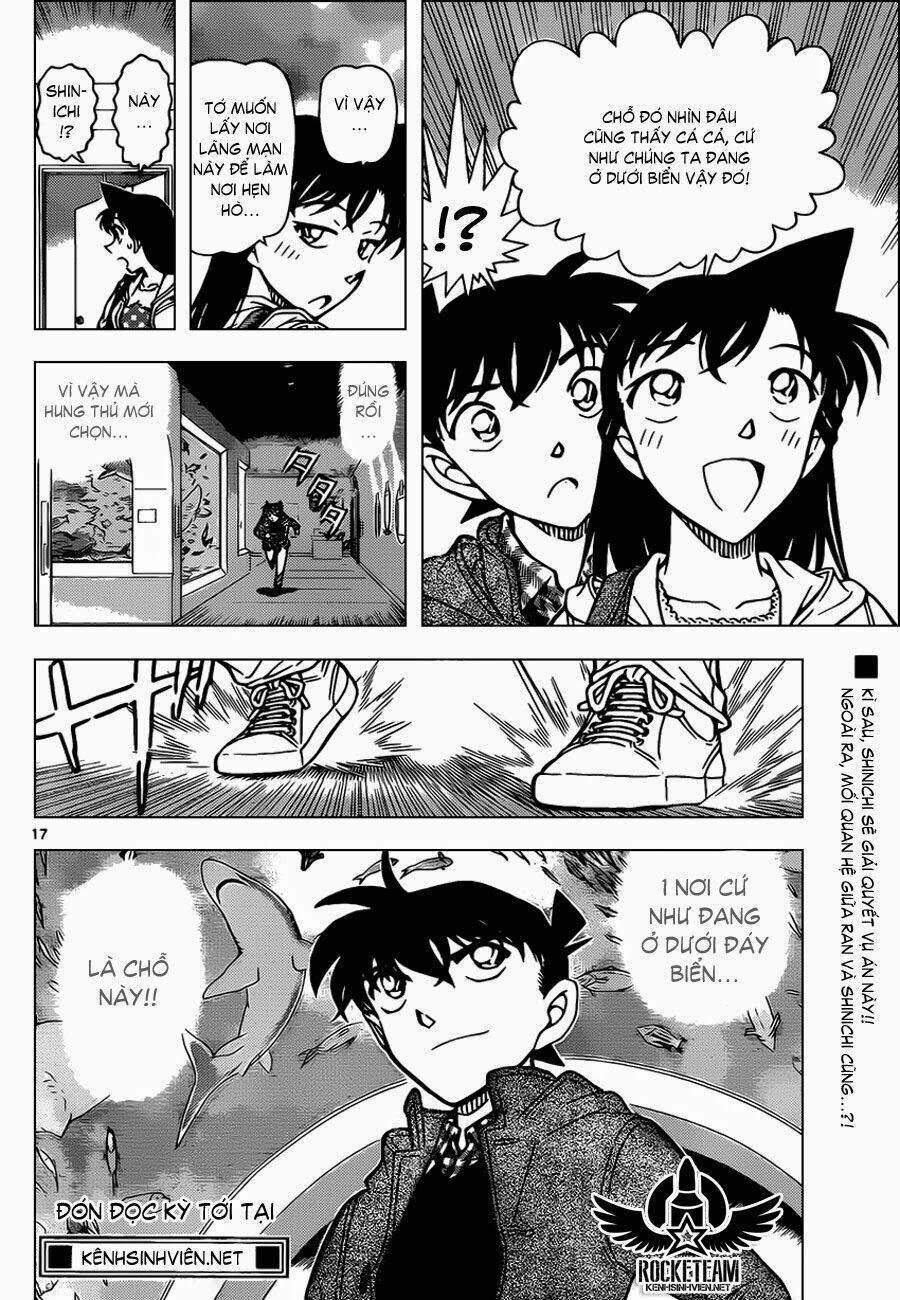 CHỖ ĐÓ NHÌN ĐÂU
CŨNG THẤY CÁ CẢ, CỨ
NHƯ CHÚNG TA ĐANG
Ở DƯỚI BIỂN VẬY ĐÓ!
!?
VÌ VẬY
...
TỚ MUỐN
LẤY NƠI
LÃNG MẠN
NÀY ĐỂ LÀM
NƠI HẸN
HÒ...
NÀY
...
SHIN-
ICHI
!?
ĐÚNG
RỒI
...
VÌ VẬY MÀ
HUNG THỦ MỚI
CHỌN...
17
1 NƠI CỨ
NHƯ ĐANG
Ở DƯỚI ĐÁY
BIỂN...
LÀ CHỖ
NÀY!!
KÌ SAU, SHINICHI SẼ GIẢI QUYẾT VỤ ÁN NÀY!!
NGOÀI RA, MỐI QUAN HỆ GIỮA RAN VÀ SHINICHI CŨNG...?!
ĐÓN ĐỌC KỲ TỚI TẠI
KÊNHSINHVIÊN.NET
ROCKETEAM
KENHSINHVIEN.NET